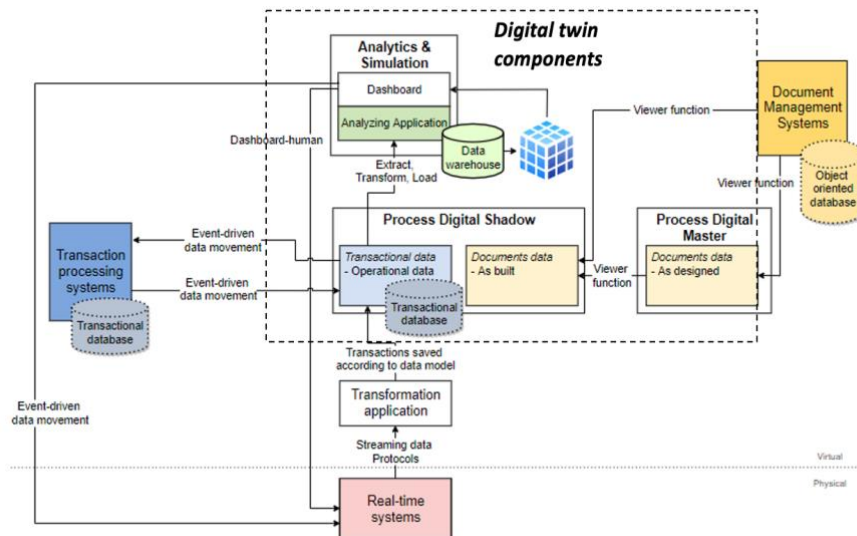 Digital twin
components
Analytics &
Simulation
Dashboard
Analyzing Application
Data
warehouse
Document
Management
Systems
Object
oriented
database
Viewer function
Viewer function
Dashboard-human
Extract,
Transform, Load
Process Digital Shadow
Transactional data
- Operational data
Transactional
database
Documents data
- As built
Viewer
function
Process Digital
Master
Documents data
- As designed
Transaction
processing
systems
Transactional
database
Event-driven
data movement
Event-driven
data movement
Transactions saved
according to data model
Transformation
application
Event-driven
data movement
Streaming data
Protocols
Virtual
Physical
Real-time
systems